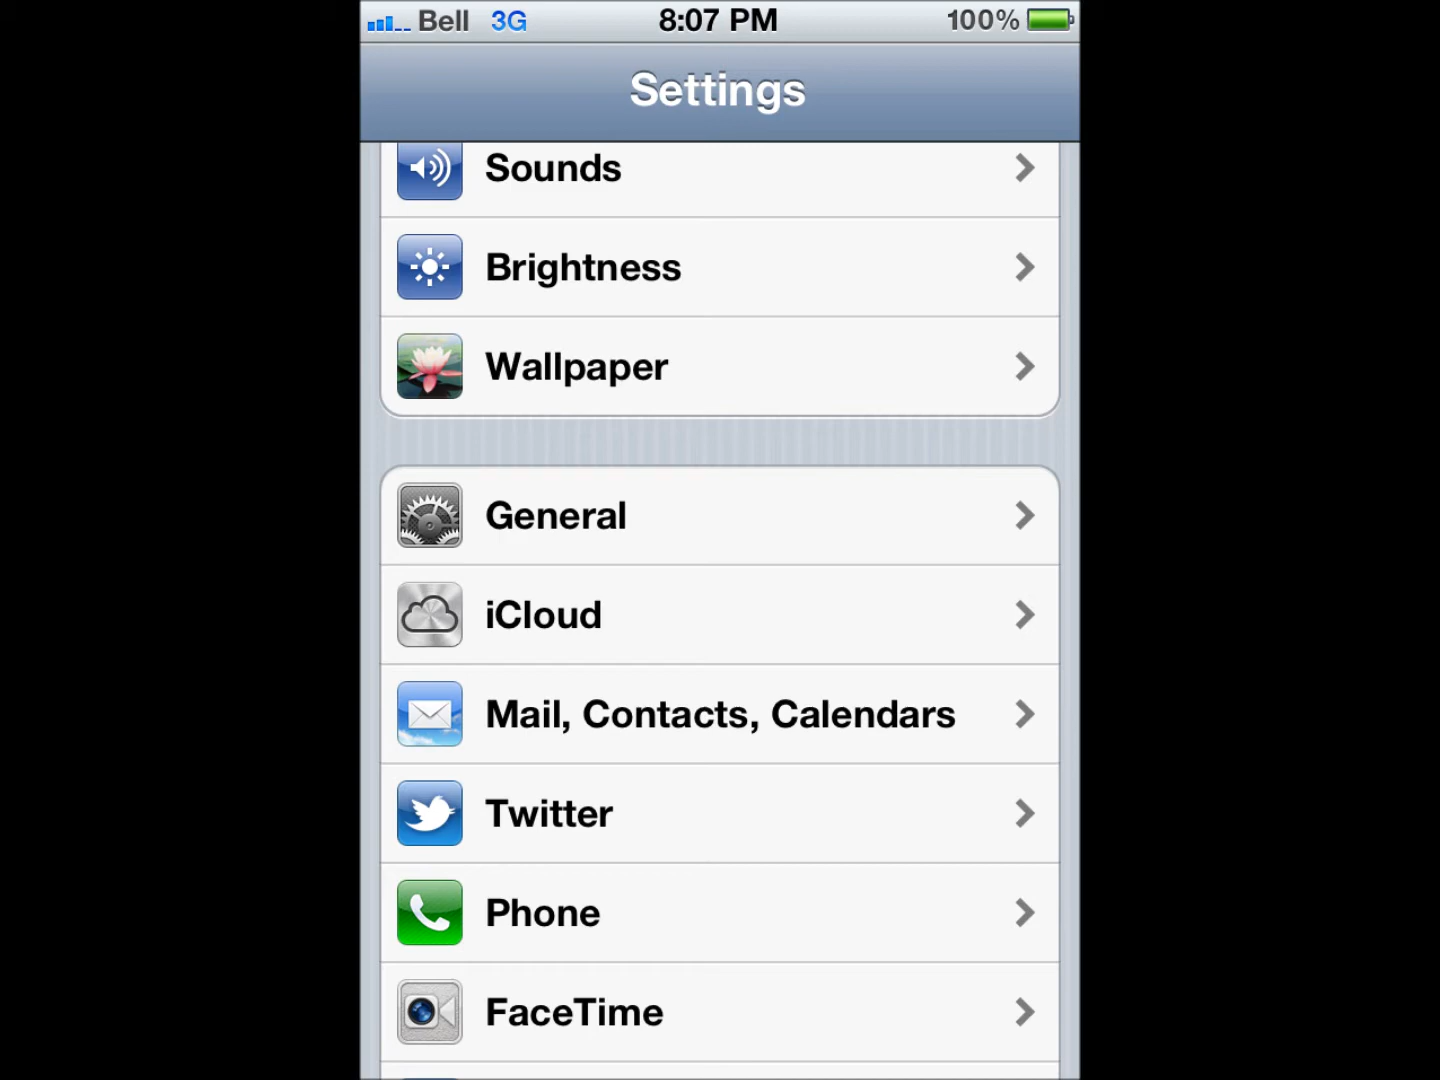 Bell 3G 8:07 PM 100%
Settings
Sounds
Brightness
Wallpaper
General
iCloud
Mail, Contacts, Calendars
Twitter
Phone
FaceTime